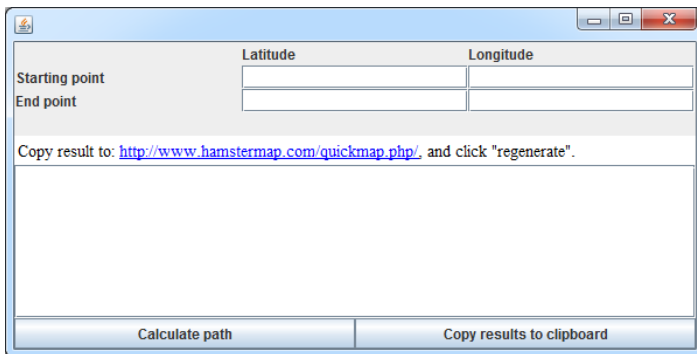 Latitude Longitude
Starting point
End point
Copy result to: http://www.hamstermap.com/quickmap.php/, and click "regenerate".
Calculate path Copy results to clipboard